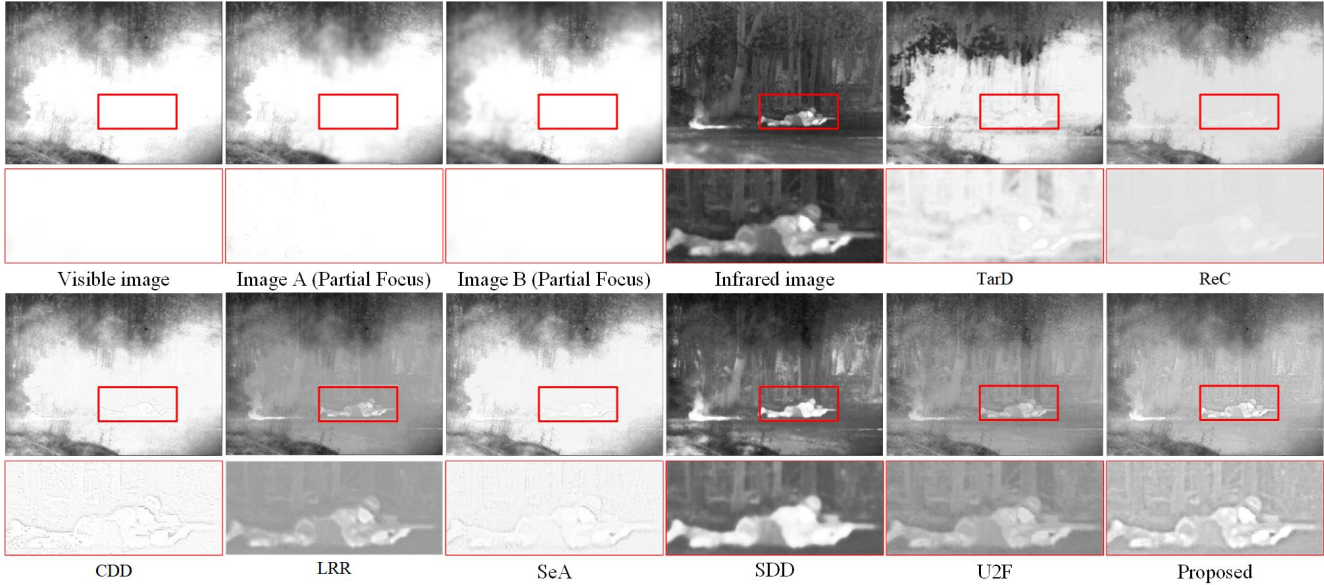 Visible image
Image A (Partial Focus)
Image B (Partial Focus)
Infrared image
TarD
ReC
CDD
LRR
SeA
SDD
U2F
Proposed